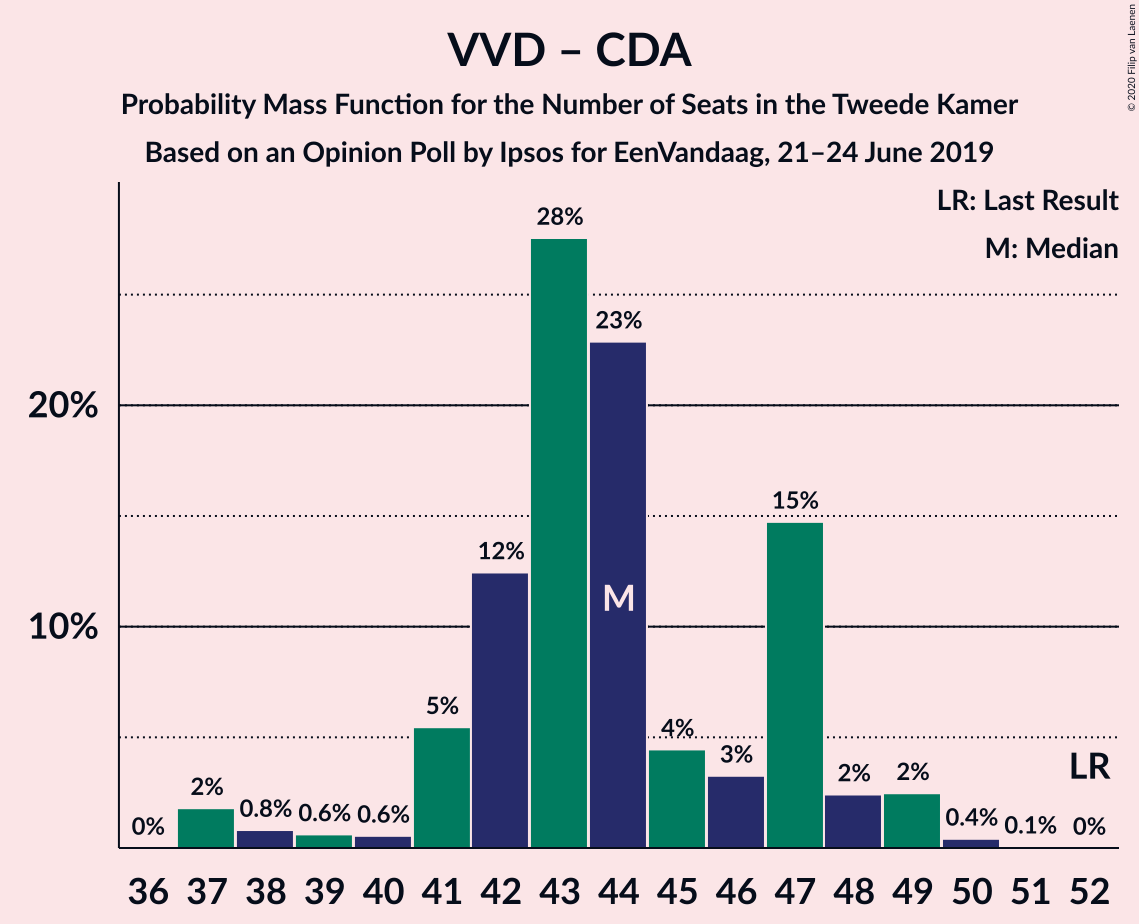 VVD – CDA
Probability Mass Function for the Number of Seats in the Tweede Kamer
Based on an Opinion Poll by Ipsos for EenVandaag, 21–24 June 2019
© 2020 Filip van Laenen
LR: Last Result
M: Median
28%
23%
20%
15%
12%
M
10%
5%
4%
3%
LR
2%
2%
2%
0%
0.8%
0.6%
0.6%
0.4%
0.1%
0%
36 37 38 39 40 41 42 43 44 45 46 47 48 49 50 51 52